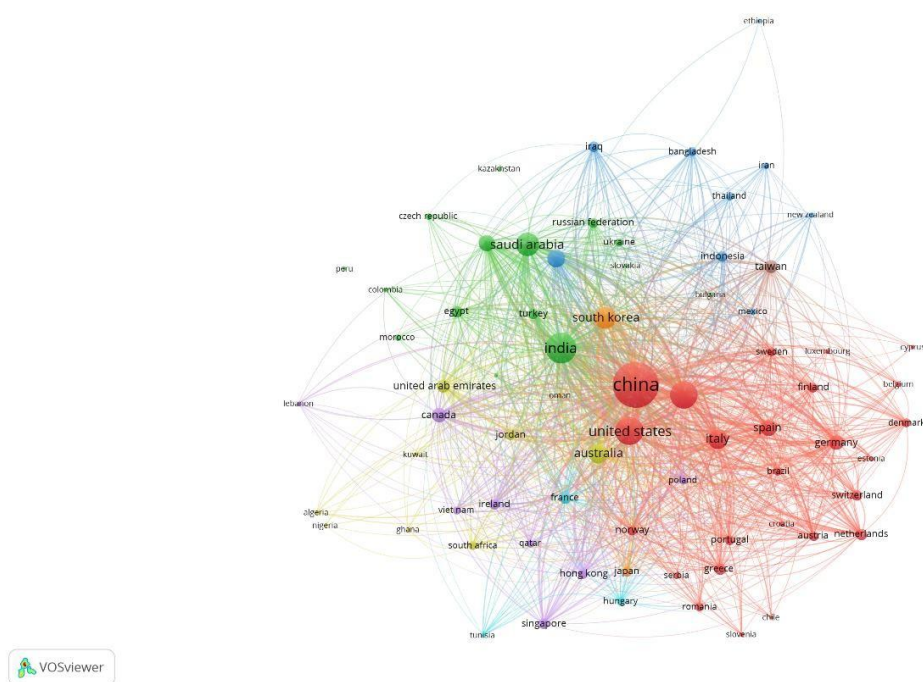 ethiopia
iraq
bangladesh
iran
kazakhstan
thailand
czech republic
russian federation
new zealand
saudi arabia
ukraine
indonesia
slovakia
taiwan
peru
colombia
bulgaria
egypt
turkey
south korea
mexico
morocco
india
sweden
luxembourg
cyprus
china
united arab emirates
finland
belgium
oman
lebanon
canada
denmark
jordan
united states
italy
spain
germany
kuwait
australia
estonia
poland
brazil
france
switzerland
ireland
viet nam
algeria
nigeria
ghana
norway
croatia
austria
netherlands
south africa
qatar
portugal
hong kong
japan
serbia
greece
hungary
romania
chile
singapore
tunisia
slovenia
VOSviewer